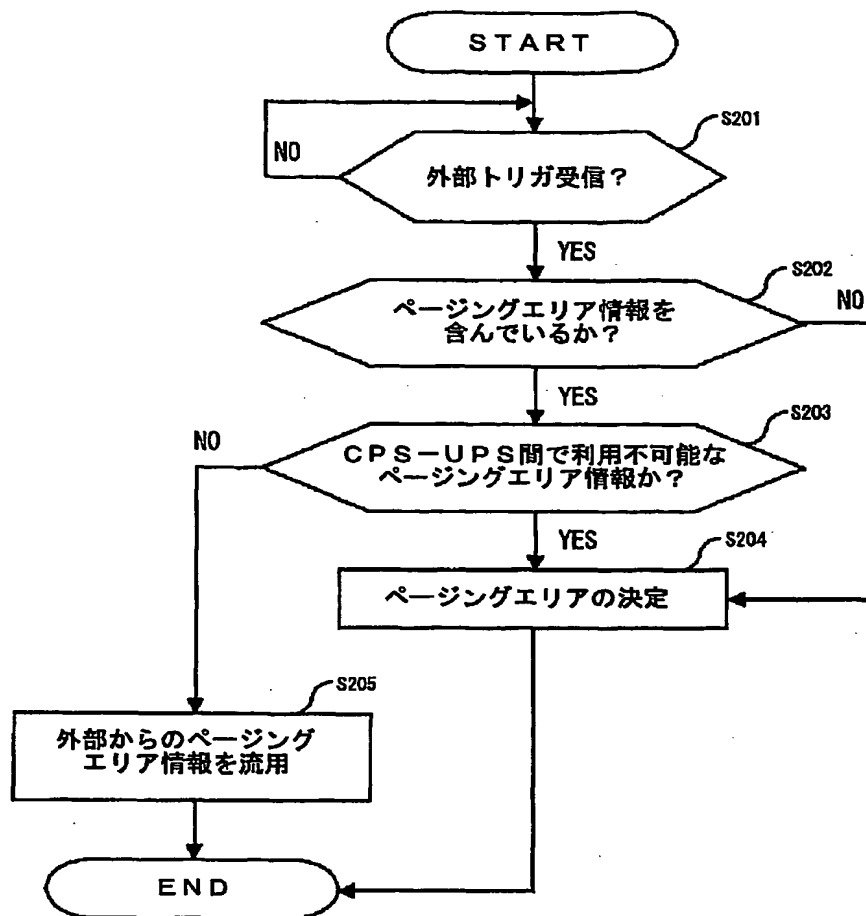 ＳＴＡＲＴ
S201
NO
外部トリガ受信？
YES
S202
NO
ページングエリア情報を
含んでいるか？
YES
S203
NO
ＣＰＳ－ＵＰＳ間で利用不可能な
ページングエリア情報か？
YES
S204
ページングエリアの決定
S205
外部からのページング
エリア情報を流用
ＥＮＤ